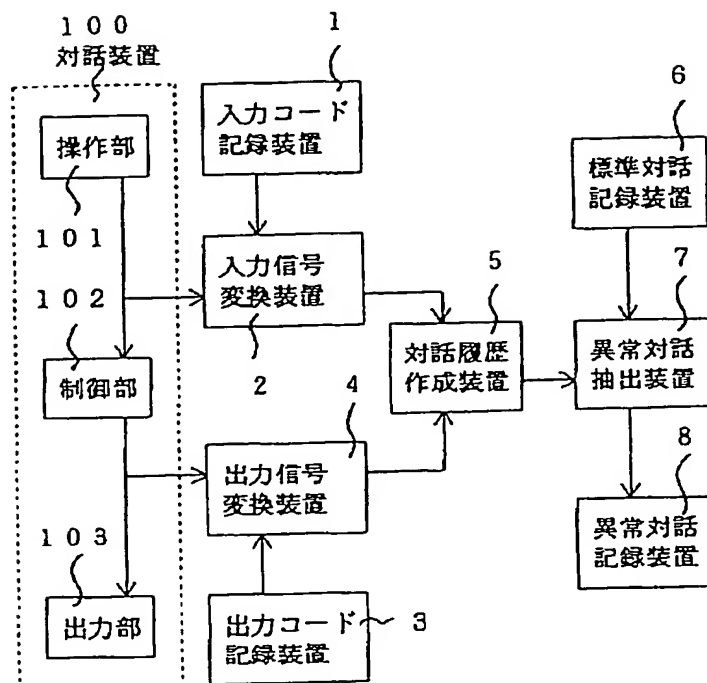 100
対話装置
操作部
101
102
制御部
103
出力部
1
入力コード
記録装置
入力信号
変換装置
2
4
出力信号
変換装置
出力コード
記録装置
3
5
対話履歴
作成装置
6
標準対話
記録装置
7
異常対話
抽出装置
8
異常対話
記録装置